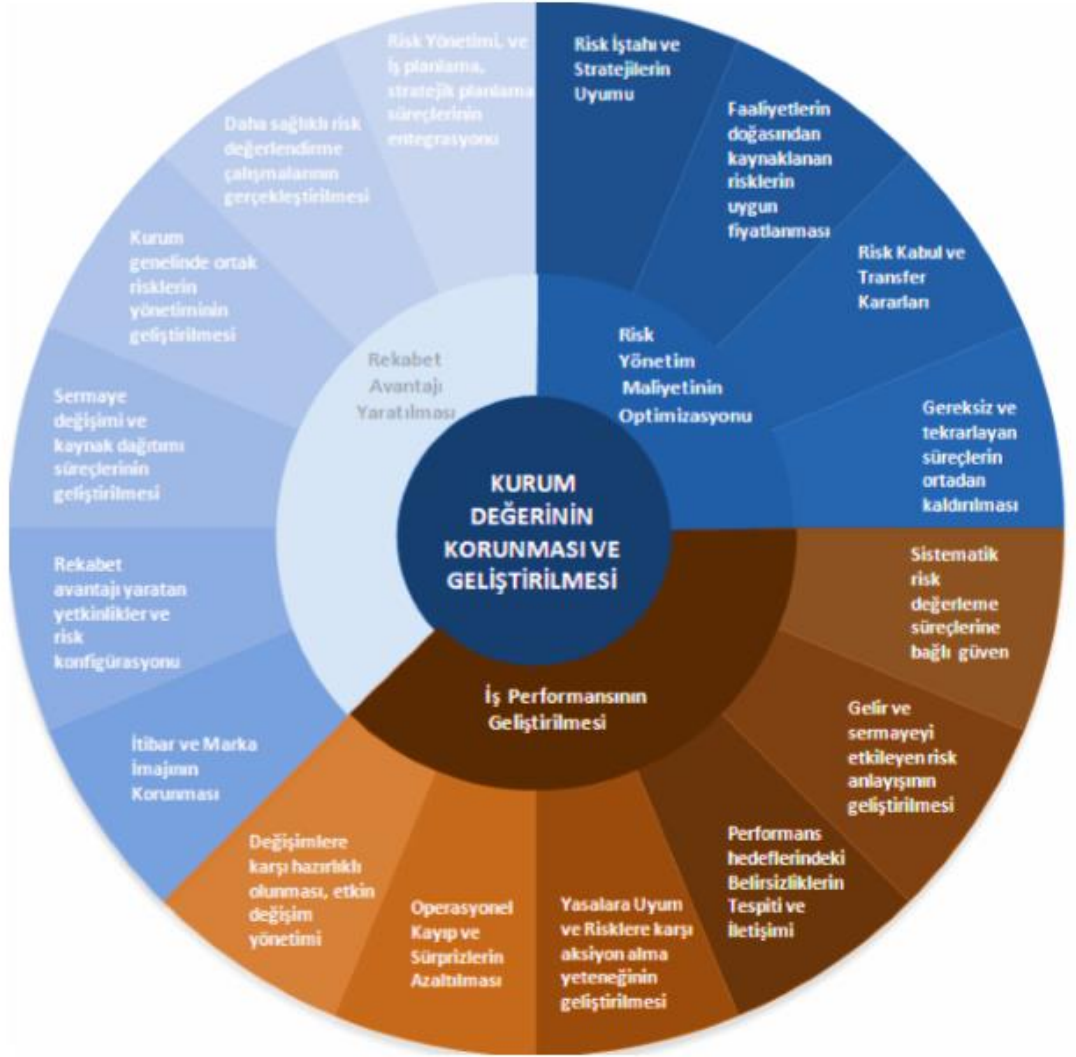 Risk Yönetimi, ve
İş planlama,
stratejik planlama
süreçlerinin
entegrasyonu
Risk İştahı ve
Stratejilerin
Uyumu
Faaliyetlerin
doğasından
kaynaklanan
risklerin
uygun
fiyatlanması
Risk Kabul ve
Transfer
Kararları
Gereksiz ve
tekrarlayan
süreçlerin
ortadan
kaldırılması
Sistematik
risk
değerleme
süreçlerine
bağlı güven
Gelir ve
sermayeyi
etkileyen risk
anlayışının
geliştirilmesi
Performans
hedeflerindeki
Belirsizliklerin
Tespiti ve
İletişimi
Yasalara Uyum
ve Risklere karşı
aksiyon alma
yeteneğinin
geliştirilmesi
Operasyonel
Kayıp ve
Sürprizlerin
Azaltılması
Değişimlere
karşı hazırlıklı
olunması, etkin
değişim
yönetimi
İtibar ve Marka
İmajının
Korunması
Rekabet
avantajı yaratan
yetkinlikler ve
risk
konfigürasyonu
Sermaye
değişimi ve
kaynak dağıtımı
süreçlerinin
geliştirilmesi
Kurum
genelinde ortak
risklerin
yönetiminin
geliştirilmesi
Daha sağlıklı risk
değerlendirme
çalışmalarının
gerçekleştirilmesi
Rekabet
Avantajı
Yaratılması
Risk
Yönetim
Maliyetinin
Optimizasyonu
İş Performansının
Geliştirilmesi
KURUM
DEĞERİNİN
KORUNMASI VE
GELİŞTİRİLMESİ